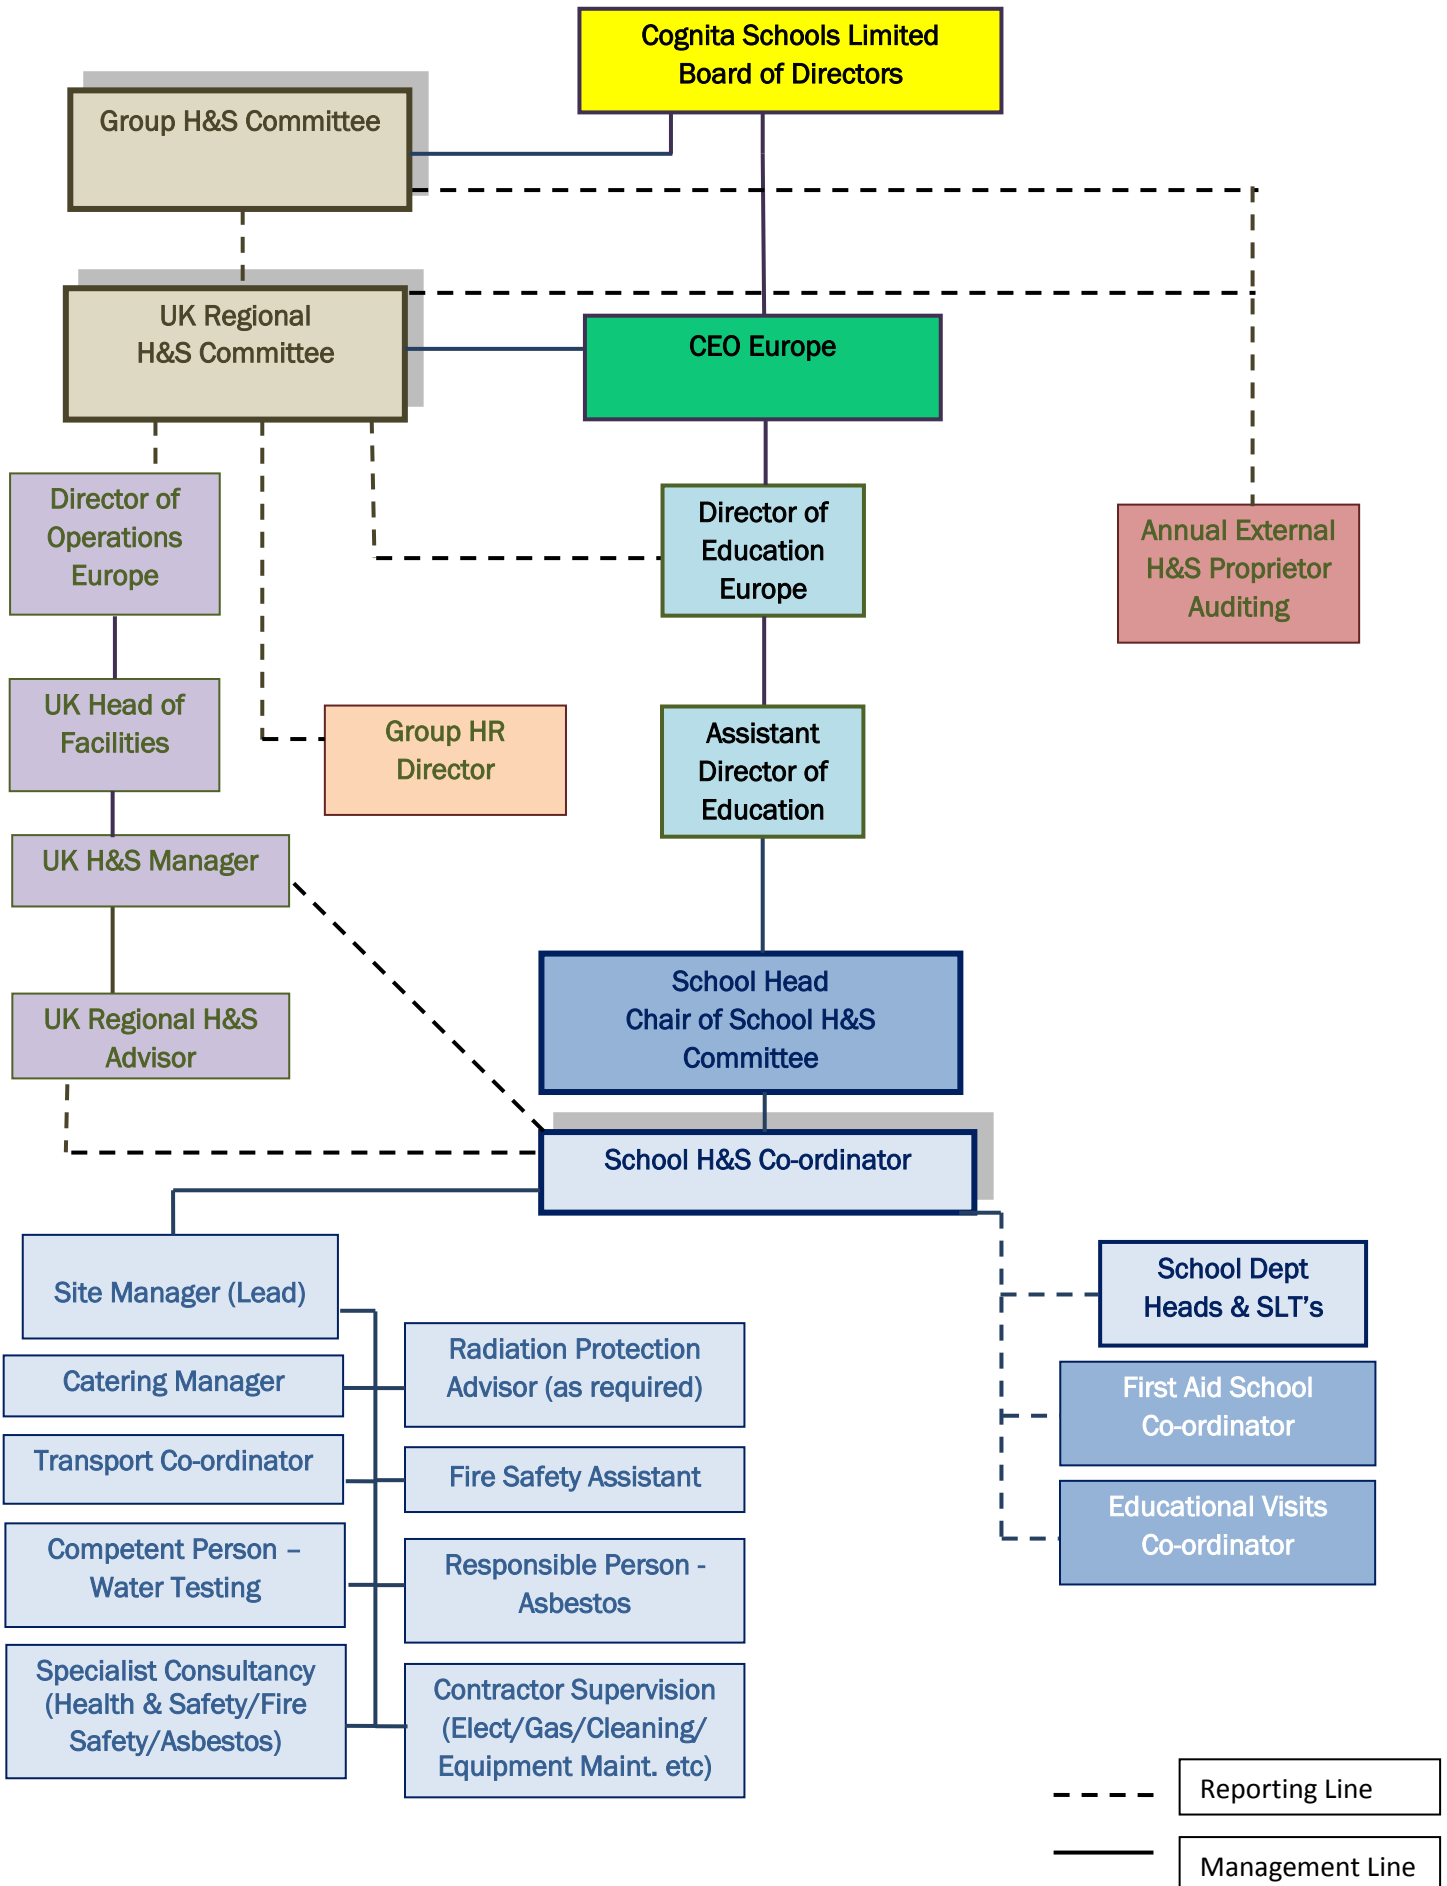 Cognita Schools Limited
Board of Directors
Group H&S Committee
UK Regional
H&S Committee
CEO Europe
Director of
Operations
Europe
Director of
Education
Europe
Annual External
H&S Proprietor
Auditing
UK Head of
Facilities
Group HR
Director
Assistant
Director of
Education
UK H&S Manager
School Head
Chair of School H&S
Committee
UK Regional H&S
Advisor
School H&S Co-ordinator
Site Manager (Lead)
School Dept
Heads & SLT’s
Radiation Protection
Advisor (as required)
Catering Manager
First Aid School
Co-ordinator
Transport Co-ordinator
Fire Safety Assistant
Educational Visits
Co-ordinator
Competent Person –
Water Testing
Responsible Person -
Asbestos
Specialist Consultancy
(Health & Safety/Fire
Safety/Asbestos)
Contractor Supervision
(Elect/Gas/Cleaning/
Equipment Maint. etc)
Reporting Line
Management Line